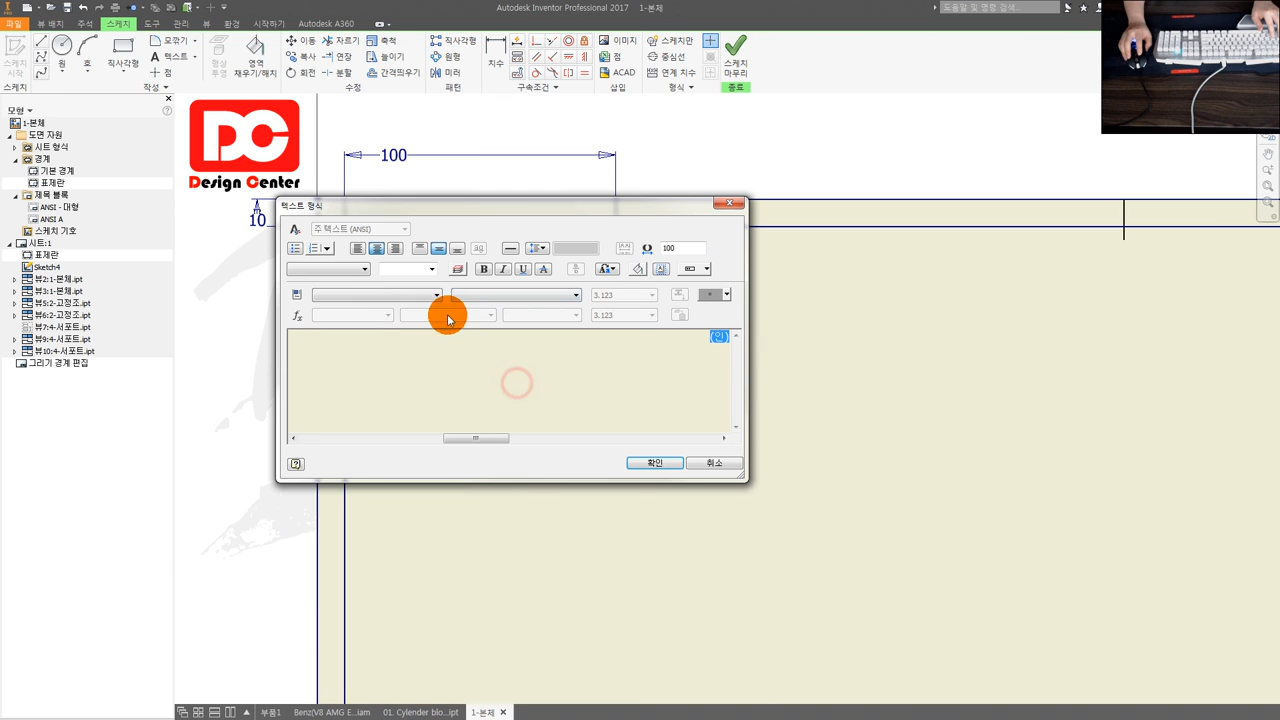 Autodesk Inventor Professional 2017    1-본체
도움말 및 명령 검색...
파일 뷰 배치 주석 스케치 도구 관리 뷰 환경 시작하기 Autodesk A360
스케치 시작
스케치
원 호 직사각형
모깎기
텍스트
점
작성
형상 투영
영역 채우기/해치
이동 자르기 축척
복사 연장 늘이기
회전 분할 간격띄우기
수정
직사각형
원형
미러
패턴
치수
구속조건
이미지
점
ACAD
삽입
스케치만
중심선
연계 치수
형식
스케치 마무리
종료
모형
1-본체
도면 자원
시트 형식
경계
기본 경계
표제란
제목 블록
ANSI - 대형
ANSI A
스케치 기호
시트:1
표제란
Sketch4
뷰2:1-본체.ipt
뷰3:1-본체.ipt
뷰5:2-고정조.ipt
뷰6:2-고정조.ipt
뷰7:4-서포트.ipt
뷰9:4-서포트.ipt
뷰10:4-서포트.ipt
그리기 경계 편집
DC
Design Center
100
10
텍스트 형식
주 텍스트 (ANSI)
100
B I U A
3.123
3.123
(인)
확인 취소
부품1 Benz(V8 AMG E...iam 01. Cylender blo...ipt 1-본체